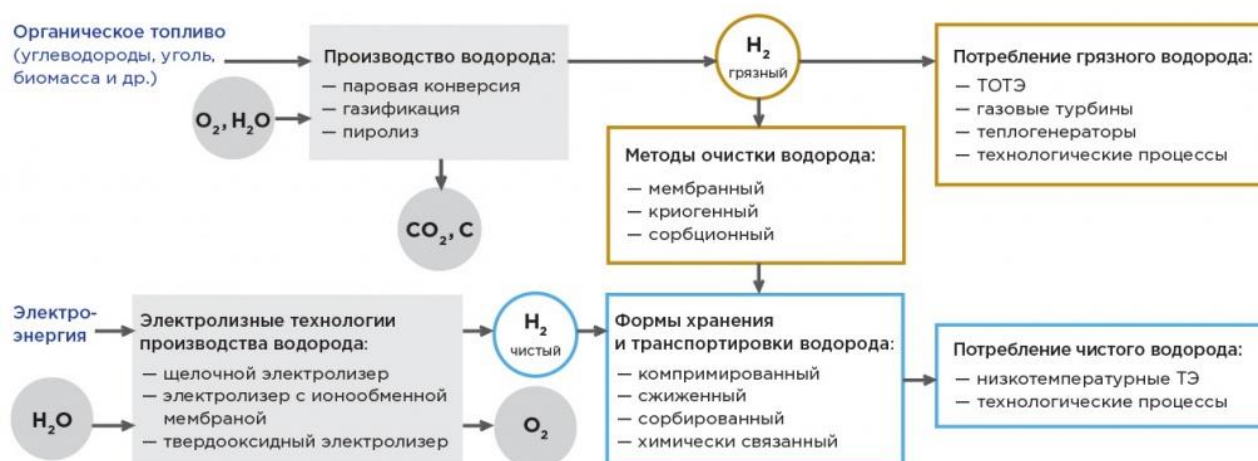 Органическое топливо
(углеводороды, уголь,
биомасса и др.)
O₂, H₂O
Производство водорода:
— паровая конверсия
— газификация
— пиролиз
CO₂, C
H₂
грязный
Потребление грязного водорода:
— ТОТЭ
— газовые турбины
— теплогенераторы
— технологические процессы
Методы очистки водорода:
— мембранный
— криогенный
— сорбционный
Электро-
энергия
H₂O
Электролизные технологии
производства водорода:
— щелочной электролизер
— электролизер с ионообменной
мембраной
— твердооксидный электролизер
H₂
чистый
O₂
Формы хранения
и транспортировки водорода:
— компримированный
— сжиженный
— сорбированный
— химически связанный
Потребление чистого водорода:
— низкотемпературные ТЭ
— технологические процессы